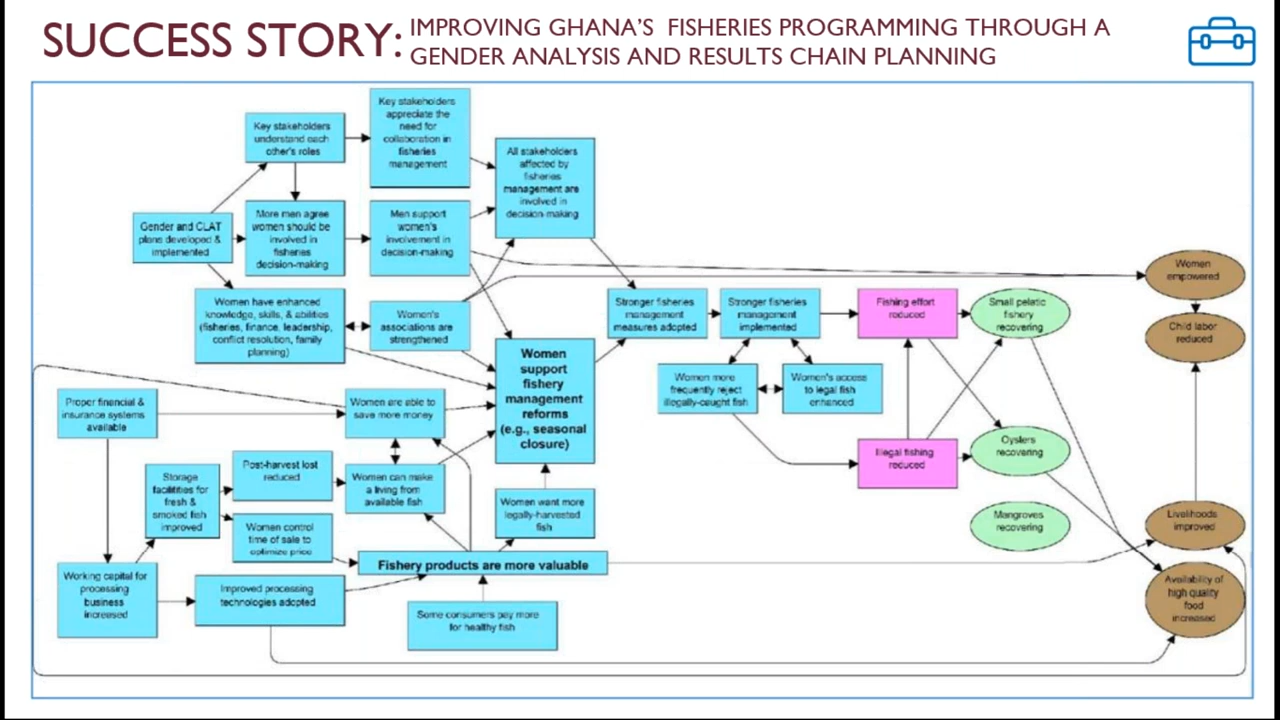 SUCCESS STORY:
IMPROVING GHANA'S FISHERIES PROGRAMMING THROUGH A
GENDER ANALYSIS AND RESULTS CHAIN PLANNING
Key stakeholders
appreciate the
need for
collaboration in
fisheries
management
Key stakeholders
understand each
other's roles
All stakeholders
affected by
fisheries
management are
involved in
decision-making
Gender and CLAT
plans developed &
implemented
More men agree
women should be
involved in
fisheries
decision-making
Men support
women's
involvement in
decision-making
Women
empowered
Women have enhanced
knowledge, skills, & abilities
(fisheries, finance, leadership,
conflict resolution, family
planning)
Women's
associations are
strengthened
Stronger fisheries
management
measures adopted
Stronger fisheries
management
implemented
Fishing effort
reduced
Small pelatic
fishery
recovering
Child labor
reduced
Women
support
fishery
management
reforms
(e.g., seasonal
closure)
Women more
frequently reject
illegally-caught fish
Women's access
to legal fish
enhanced
Proper financial &
insurance systems
available
Women are able to
save more money
Illegal fishing
reduced
Oysters
recovering
Storage
facilitities for
fresh &
smoked fish
improved
Post-harvest lost
reduced
Women can make
a living from
available fish
Women want more
legally-harvested
fish
Mangroves
recovering
Livelihoods
improved
Women control
time of sale to
optimize price
Fishery products are more valuable
Working capital for
processing
business
increased
Improved processing
technologies adopted
Some consumers pay more
for healthy fish
Availability of
high quality
food
increased